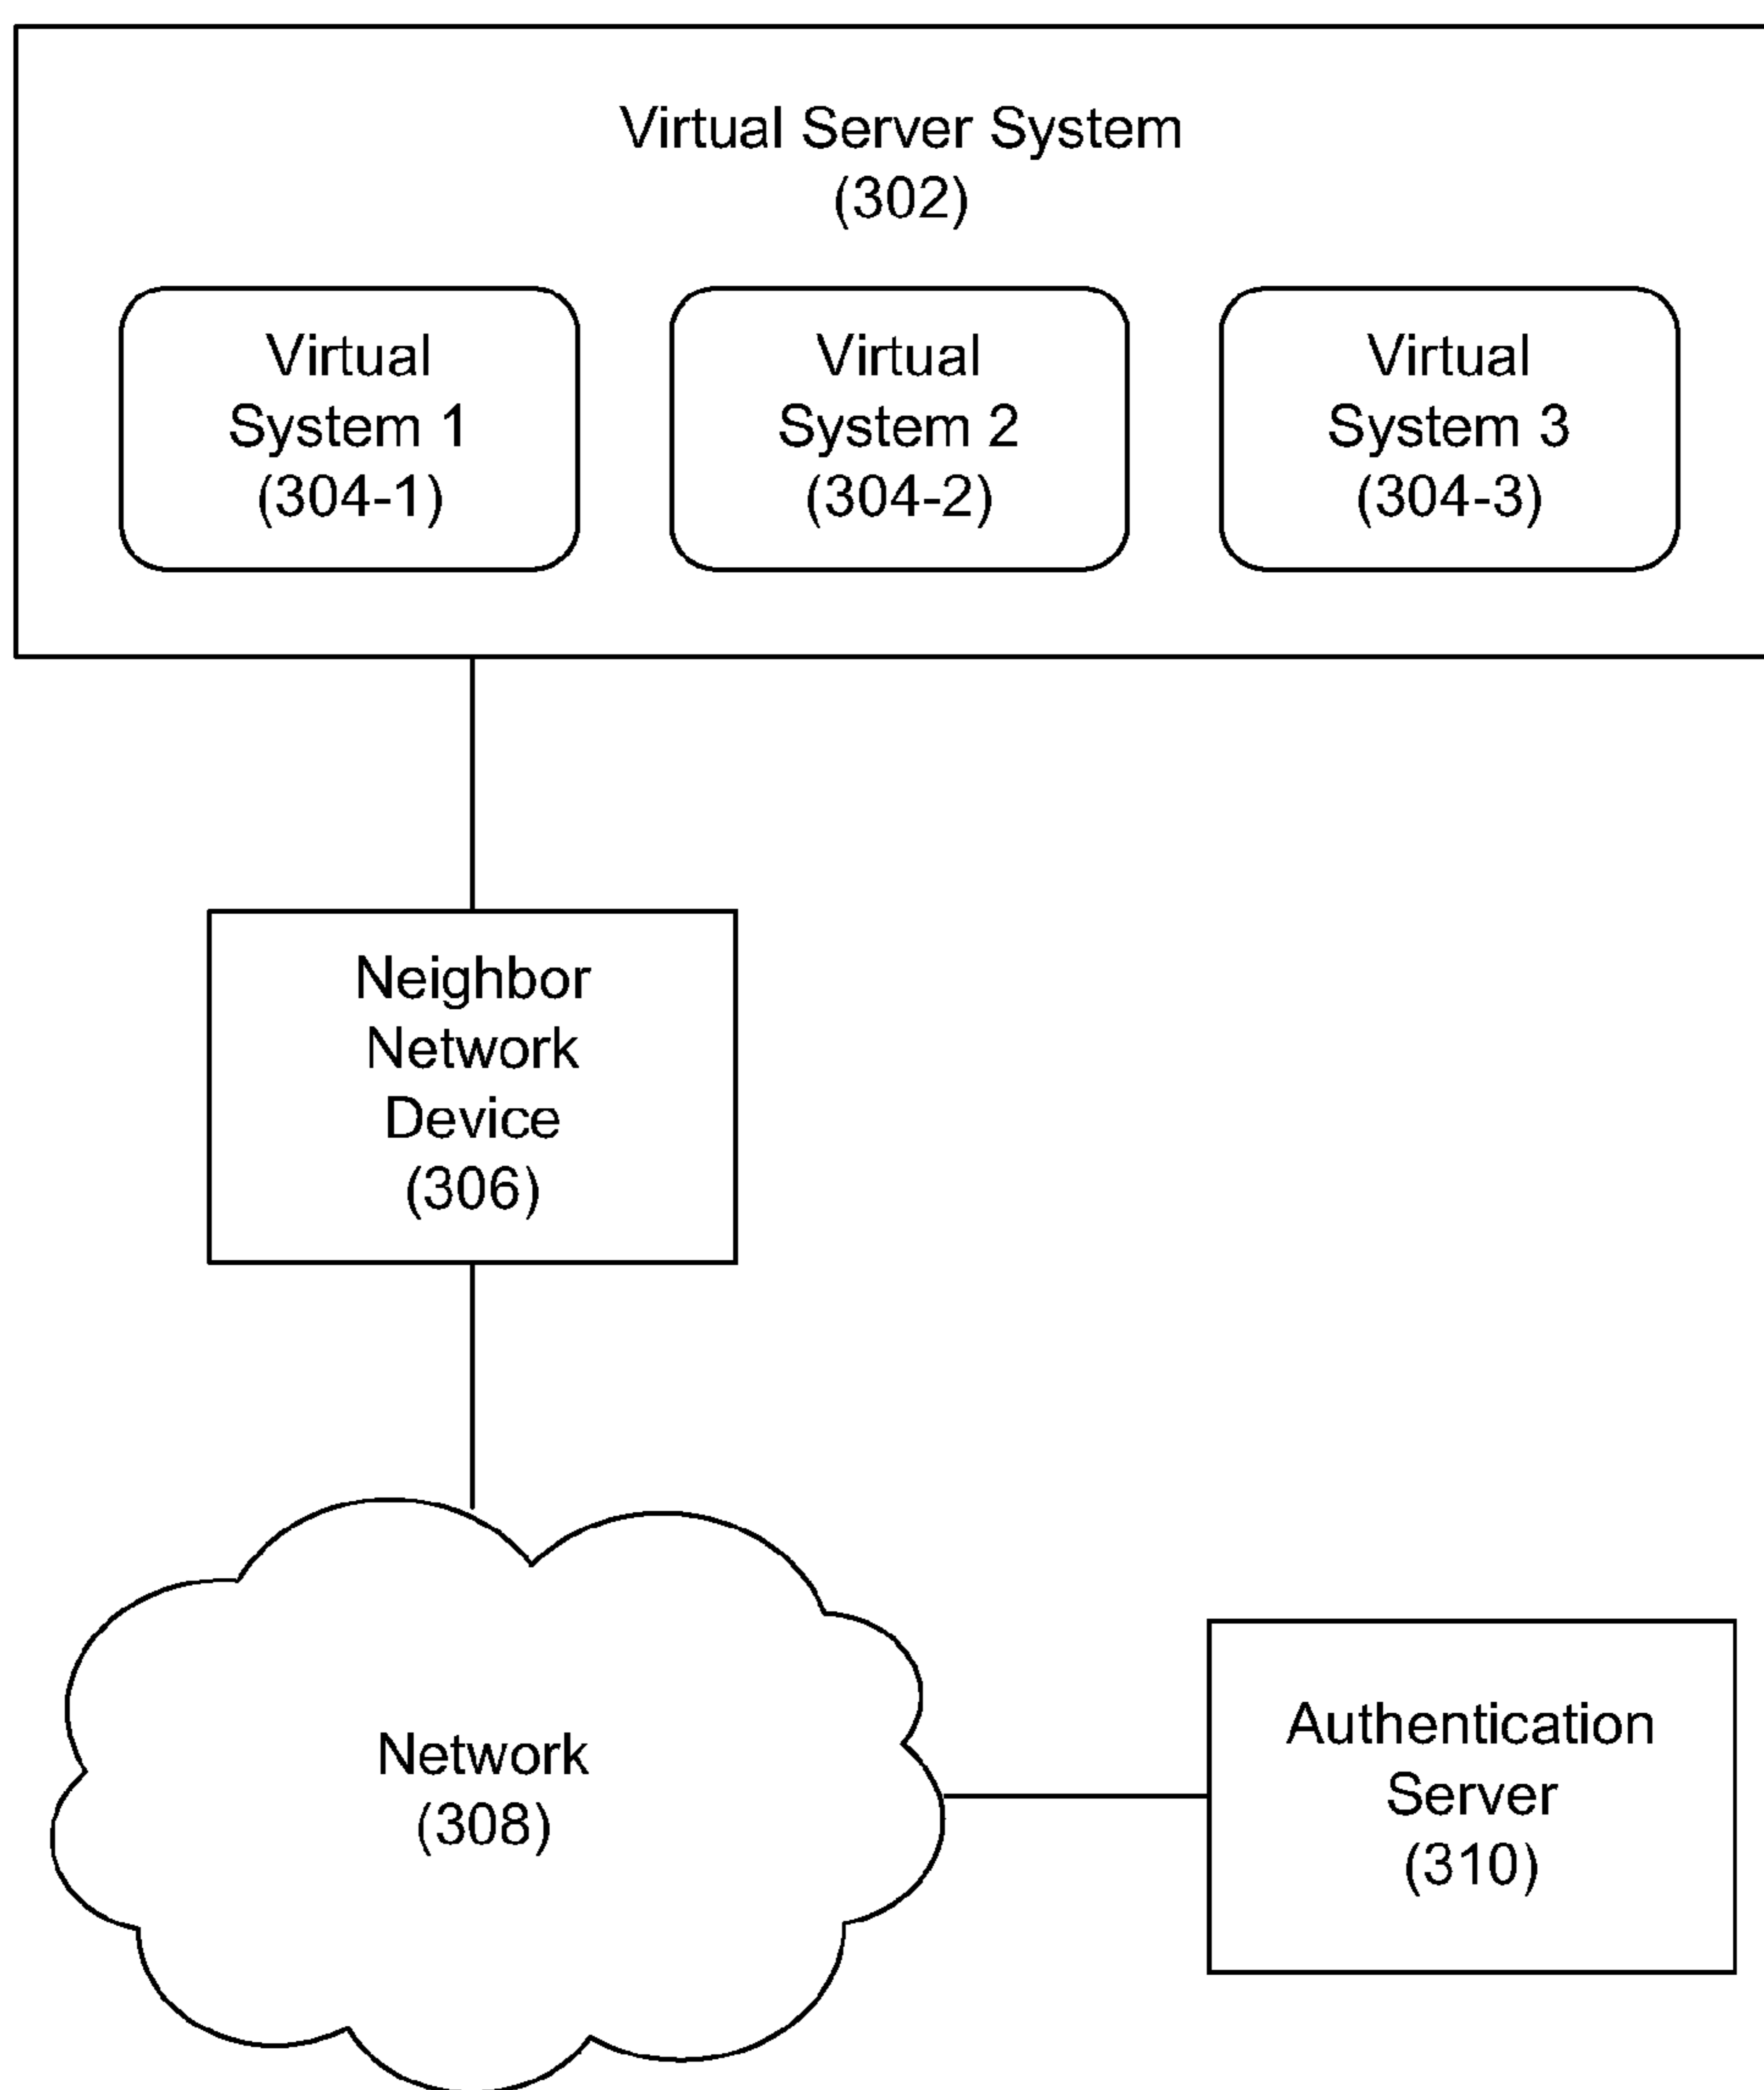 Virtual Server System
(302)
Virtual
System 1
(304-1)
Virtual
System 2
(304-2)
Virtual
System 3
(304-3)
Neighbor
Network
Device
(306)
Network
(308)
Authentication
Server
(310)